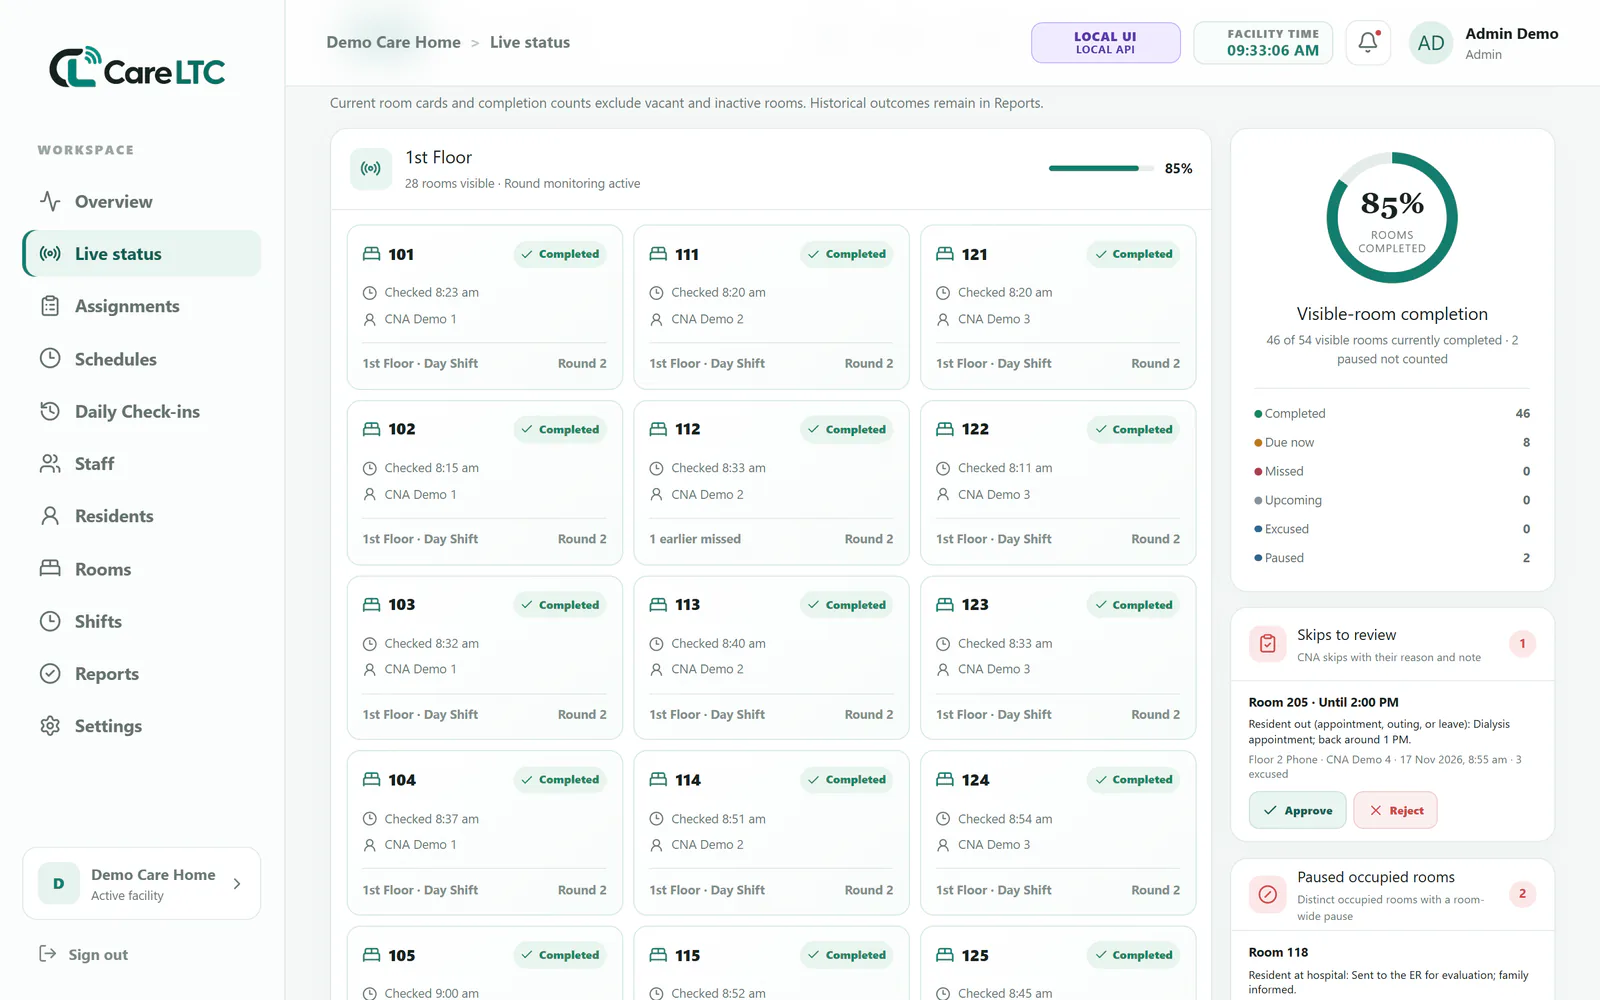 CareLTC
WORKSPACE
Overview
Live status
Assignments
Schedules
Daily Check-ins
Staff
Residents
Rooms
Shifts
Reports
Settings
D
Demo Care Home
Active facility
Sign out
Demo Care Home > Live status
LOCAL UI
LOCAL API
FACILITY TIME
09:33:06 AM
AD
Admin Demo
Admin
Current room cards and completion counts exclude vacant and inactive rooms. Historical outcomes remain in Reports.
1st Floor
28 rooms visible · Round monitoring active
85%
101 Completed
Checked 8:23 am
CNA Demo 1
1st Floor · Day Shift Round 2
111 Completed
Checked 8:20 am
CNA Demo 2
1st Floor · Day Shift Round 2
121 Completed
Checked 8:20 am
CNA Demo 3
1st Floor · Day Shift Round 2
102 Completed
Checked 8:15 am
CNA Demo 1
1st Floor · Day Shift Round 2
112 Completed
Checked 8:33 am
CNA Demo 2
1 earlier missed Round 2
122 Completed
Checked 8:11 am
CNA Demo 3
1st Floor · Day Shift Round 2
103 Completed
Checked 8:32 am
CNA Demo 1
1st Floor · Day Shift Round 2
113 Completed
Checked 8:40 am
CNA Demo 2
1st Floor · Day Shift Round 2
123 Completed
Checked 8:33 am
CNA Demo 3
1st Floor · Day Shift Round 2
104 Completed
Checked 8:37 am
CNA Demo 1
1st Floor · Day Shift Round 2
114 Completed
Checked 8:51 am
CNA Demo 2
1st Floor · Day Shift Round 2
124 Completed
Checked 8:54 am
CNA Demo 3
1st Floor · Day Shift Round 2
105 Completed
Checked 9:00 am
115 Completed
Checked 8:52 am
125 Completed
Checked 8:45 am
85%
ROOMS
COMPLETED
Visible-room completion
46 of 54 visible rooms currently completed · 2
paused not counted
Completed 46
Due now 8
Missed 0
Upcoming 0
Excused 0
Paused 2
Skips to review
CNA skips with their reason and note
1
Room 205 · Until 2:00 PM
Resident out (appointment, outing, or leave): Dialysis
appointment; back around 1 PM.
Floor 2 Phone · CNA Demo 4 · 17 Nov 2026, 8:55 am · 3
excused
Approve
Reject
Paused occupied rooms
Distinct occupied rooms with a room-
wide pause
2
Room 118
Resident at hospital: Sent to the ER for evaluation; family
informed.